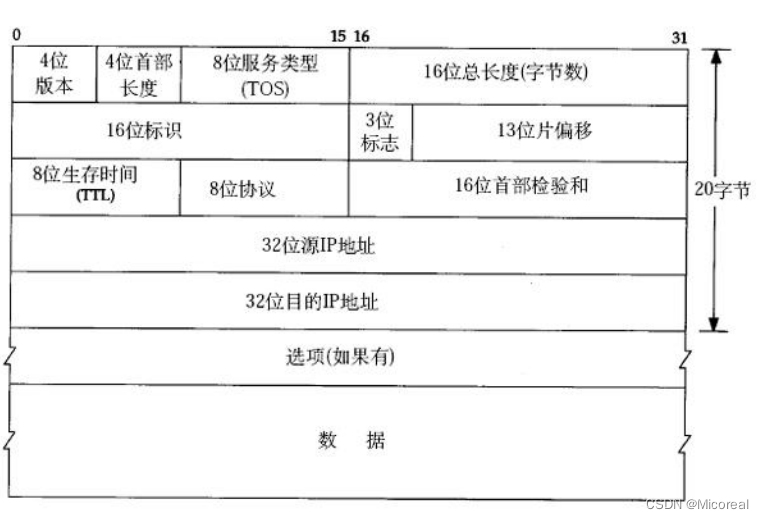 0 15 16 31
4位版本 4位首部长度 8位服务类型(TOS) 16位总长度(字节数)
16位标识 3位标志 13位片偏移
8位生存时间(TTL) 8位协议 16位首部检验和
20字节
32位源IP地址
32位目的IP地址
选项(如果有)
数 据
CSDN @Micoreal